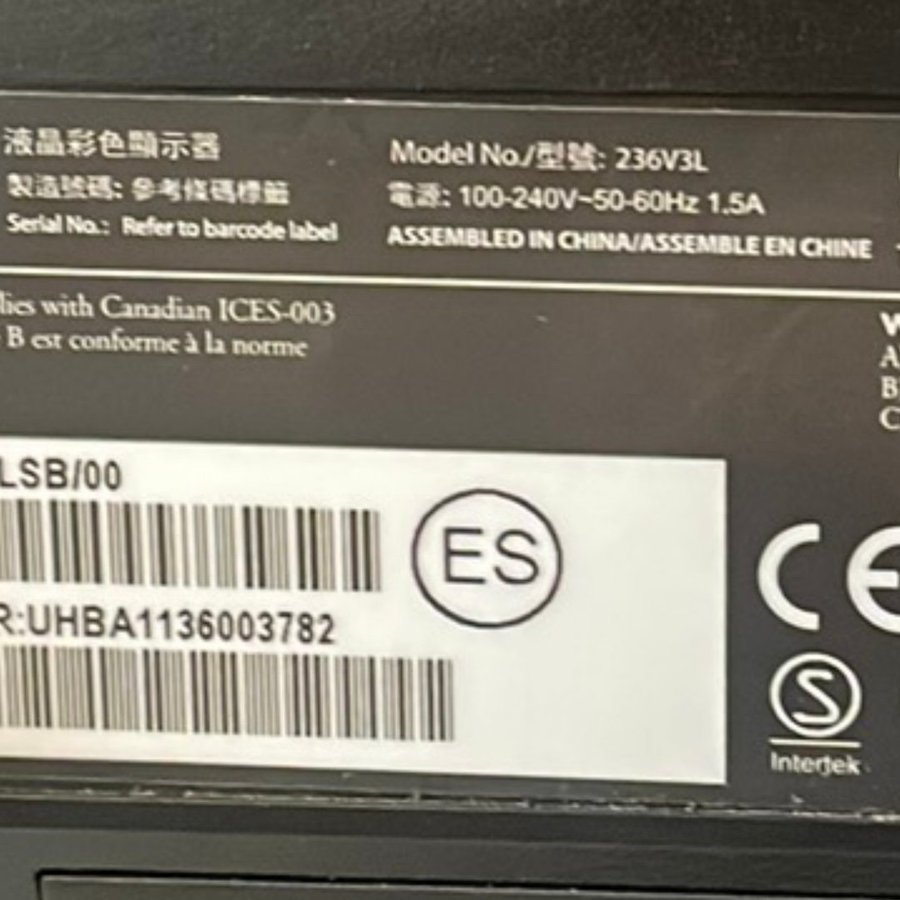 液晶彩色顯示器
製造號碼: 參考條碼標籤
Serial No.: Refer to barcode label
Model No./型號: 236V3L
電源: 100-240V~50-60Hz 1.5A
ASSEMBLED IN CHINA/ASSEMBLE EN CHINE
lies with Canadian ICES-003
B est conforme à la norme
W
A
B
C
LSB/00
R:UHBA1136003782
ES
CE
S
Intertek